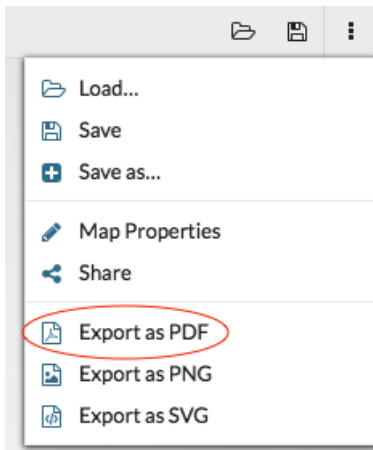 Load...
Save
Save as...
Map Properties
Share
Export as PDF
Export as PNG
Export as SVG